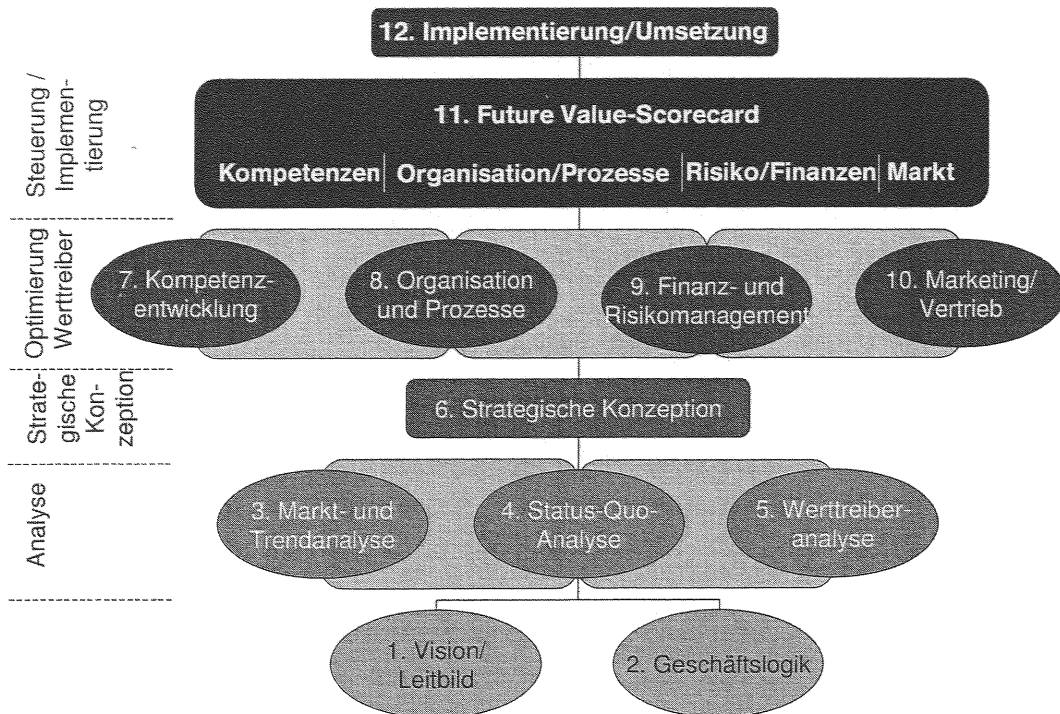 12. Implementierung/Umsetzung
Steuerung /
Implemen-
tierung
11. Future Value-Scorecard
Kompetenzen
Organisation/Prozesse
Risiko/Finanzen
Markt
Optimierung
Werttreiber
7. Kompetenz-
entwicklung
8. Organisation
und Prozesse
9. Finanz- und
Risikomanagement
10. Marketing/
Vertrieb
Strate-
gische
Kon-
zeption
6. Strategische Konzeption
Analyse
3. Markt- und
Trendanalyse
4. Status-Quo-
Analyse
5. Werttreiber-
analyse
1. Vision/
Leitbild
2. Geschäftslogik